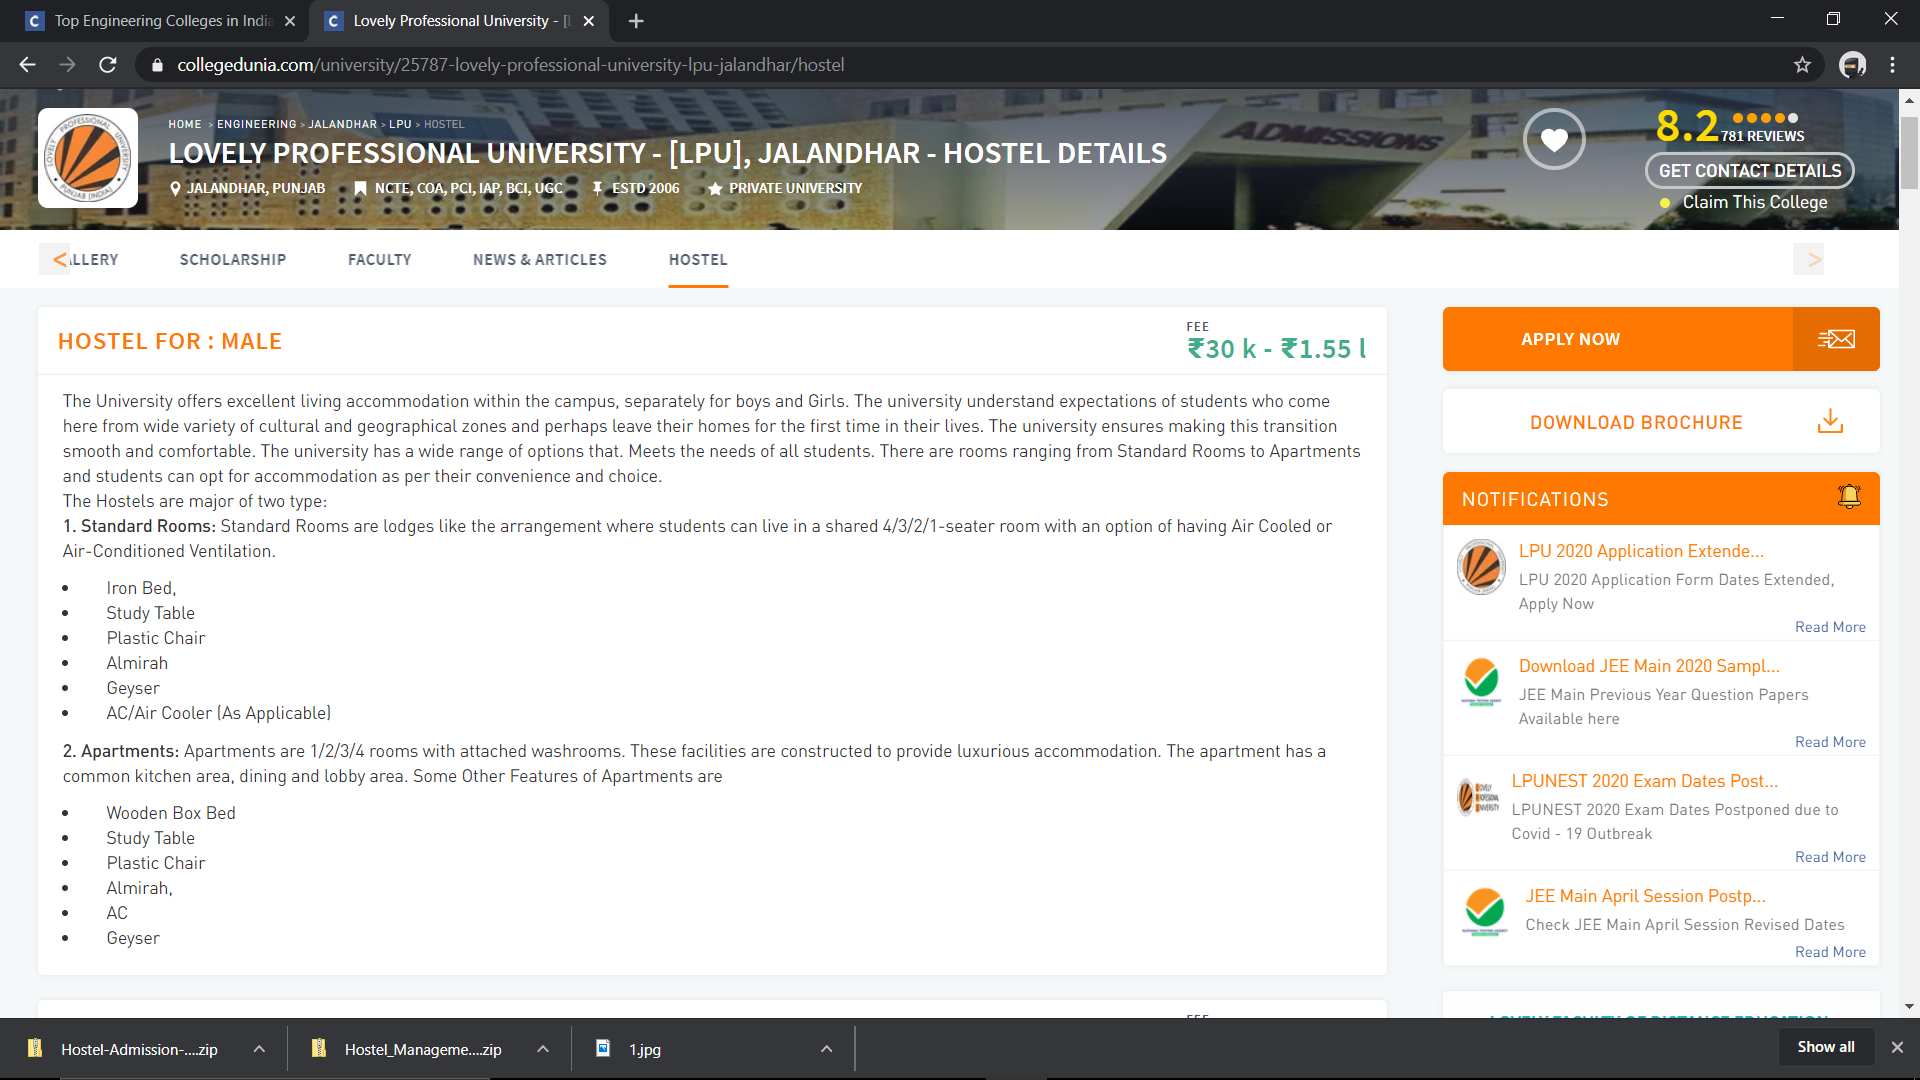 Top Engineering Colleges in India
Lovely Professional University - [L
collegedunia.com/university/25787-lovely-professional-university-lpu-jalandhar/hostel
HOME > ENGINEERING > JALANDHAR > LPU > HOSTEL
LOVELY PROFESSIONAL UNIVERSITY - [LPU], JALANDHAR - HOSTEL DETAILS
JALANDHAR, PUNJAB NCTE, COA, PCI, IAP, BCI, UGC ESTD 2006 PRIVATE UNIVERSITY
ADMISSIONS
8.2
781 REVIEWS
GET CONTACT DETAILS
Claim This College
< ALLERY SCHOLARSHIP FACULTY NEWS & ARTICLES HOSTEL >
HOSTEL FOR : MALE
FEE
₹30 k - ₹1.55 l
The University offers excellent living accommodation within the campus, separately for boys and Girls. The university understand expectations of students who come
here from wide variety of cultural and geographical zones and perhaps leave their homes for the first time in their lives. The university ensures making this transition
smooth and comfortable. The university has a wide range of options that. Meets the needs of all students. There are rooms ranging from Standard Rooms to Apartments
and students can opt for accommodation as per their convenience and choice.
The Hostels are major of two type:
1. Standard Rooms: Standard Rooms are lodges like the arrangement where students can live in a shared 4/3/2/1-seater room with an option of having Air Cooled or
Air-Conditioned Ventilation.
• Iron Bed,
• Study Table
• Plastic Chair
• Almirah
• Geyser
• AC/Air Cooler (As Applicable)
2. Apartments: Apartments are 1/2/3/4 rooms with attached washrooms. These facilities are constructed to provide luxurious accommodation. The apartment has a
common kitchen area, dining and lobby area. Some Other Features of Apartments are
• Wooden Box Bed
• Study Table
• Plastic Chair
• Almirah,
• AC
• Geyser
FEE
APPLY NOW
DOWNLOAD BROCHURE
NOTIFICATIONS
LPU 2020 Application Extende...
LPU 2020 Application Form Dates Extended,
Apply Now
Read More
Download JEE Main 2020 Sampl...
JEE Main Previous Year Question Papers
Available here
Read More
LPUNEST 2020 Exam Dates Post...
LPUNEST 2020 Exam Dates Postponed due to
Covid - 19 Outbreak
Read More
JEE Main April Session Postp...
Check JEE Main April Session Revised Dates
Read More
LOVELY FACULTY OF DISTANCE EDUCATION
Hostel-Admission-....zip
Hostel_Manageme....zip
1.jpg
Show all